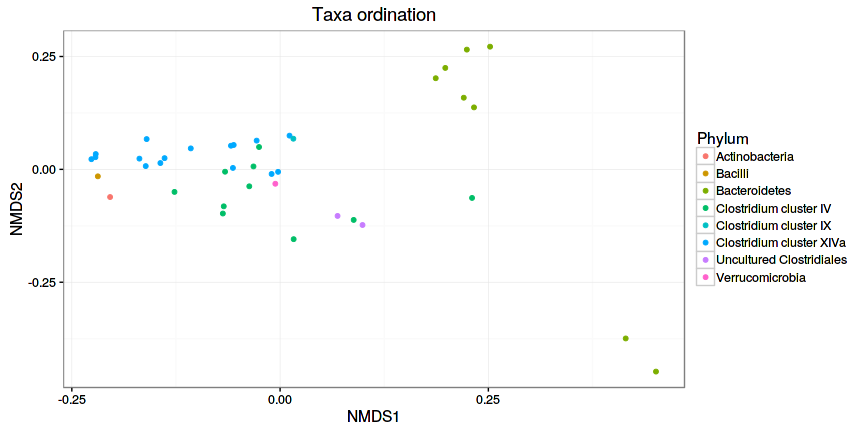 Taxa ordination
0.25
0.00
-0.25
NMDS2
-0.25
0.00
0.25
NMDS1
Phylum
Actinobacteria
Bacilli
Bacteroidetes
Clostridium cluster IV
Clostridium cluster IX
Clostridium cluster XIVa
Uncultured Clostridiales
Verrucomicrobia